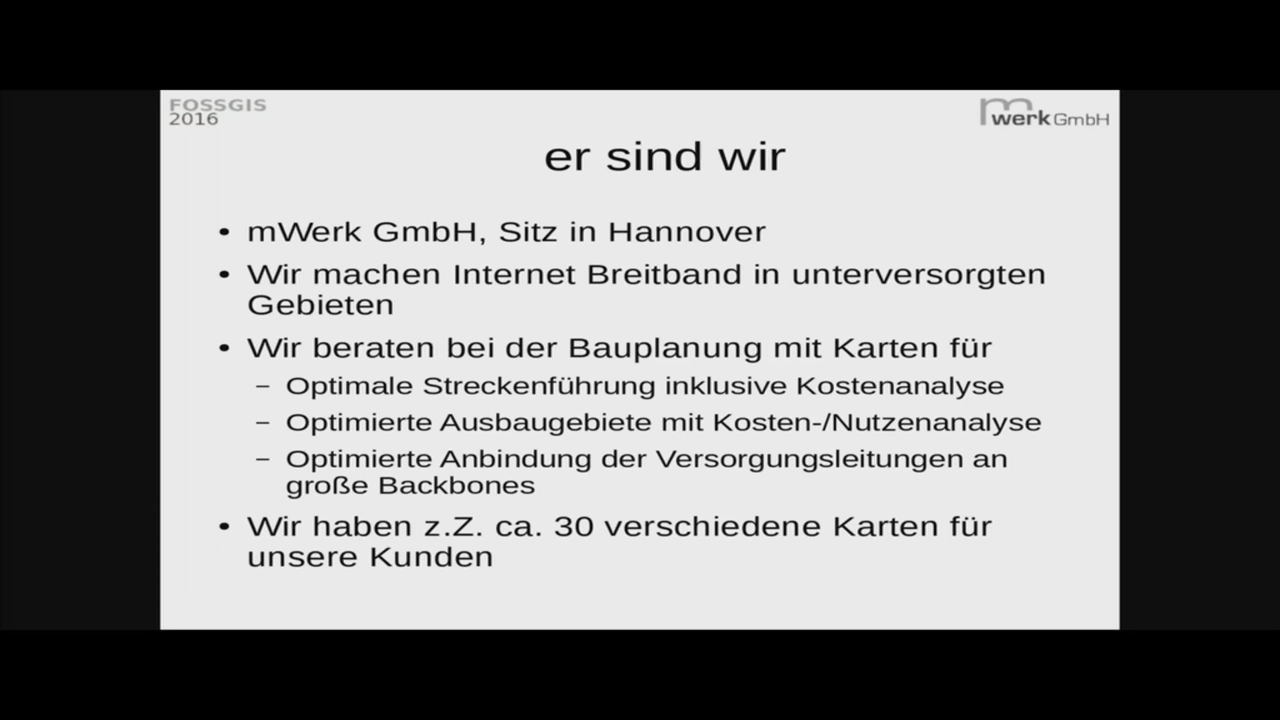 FOSSGIS
2016
mwerk GmbH
er sind wir
• mWerk GmbH, Sitz in Hannover
• Wir machen Internet Breitband in unterversorgten
Gebieten
• Wir beraten bei der Bauplanung mit Karten für
– Optimale Streckenführung inklusive Kostenanalyse
– Optimierte Ausbaugebiete mit Kosten-/Nutzenanalyse
– Optimierte Anbindung der Versorgungsleitungen an
große Backbones
• Wir haben z.Z. ca. 30 verschiedene Karten für
unsere Kunden